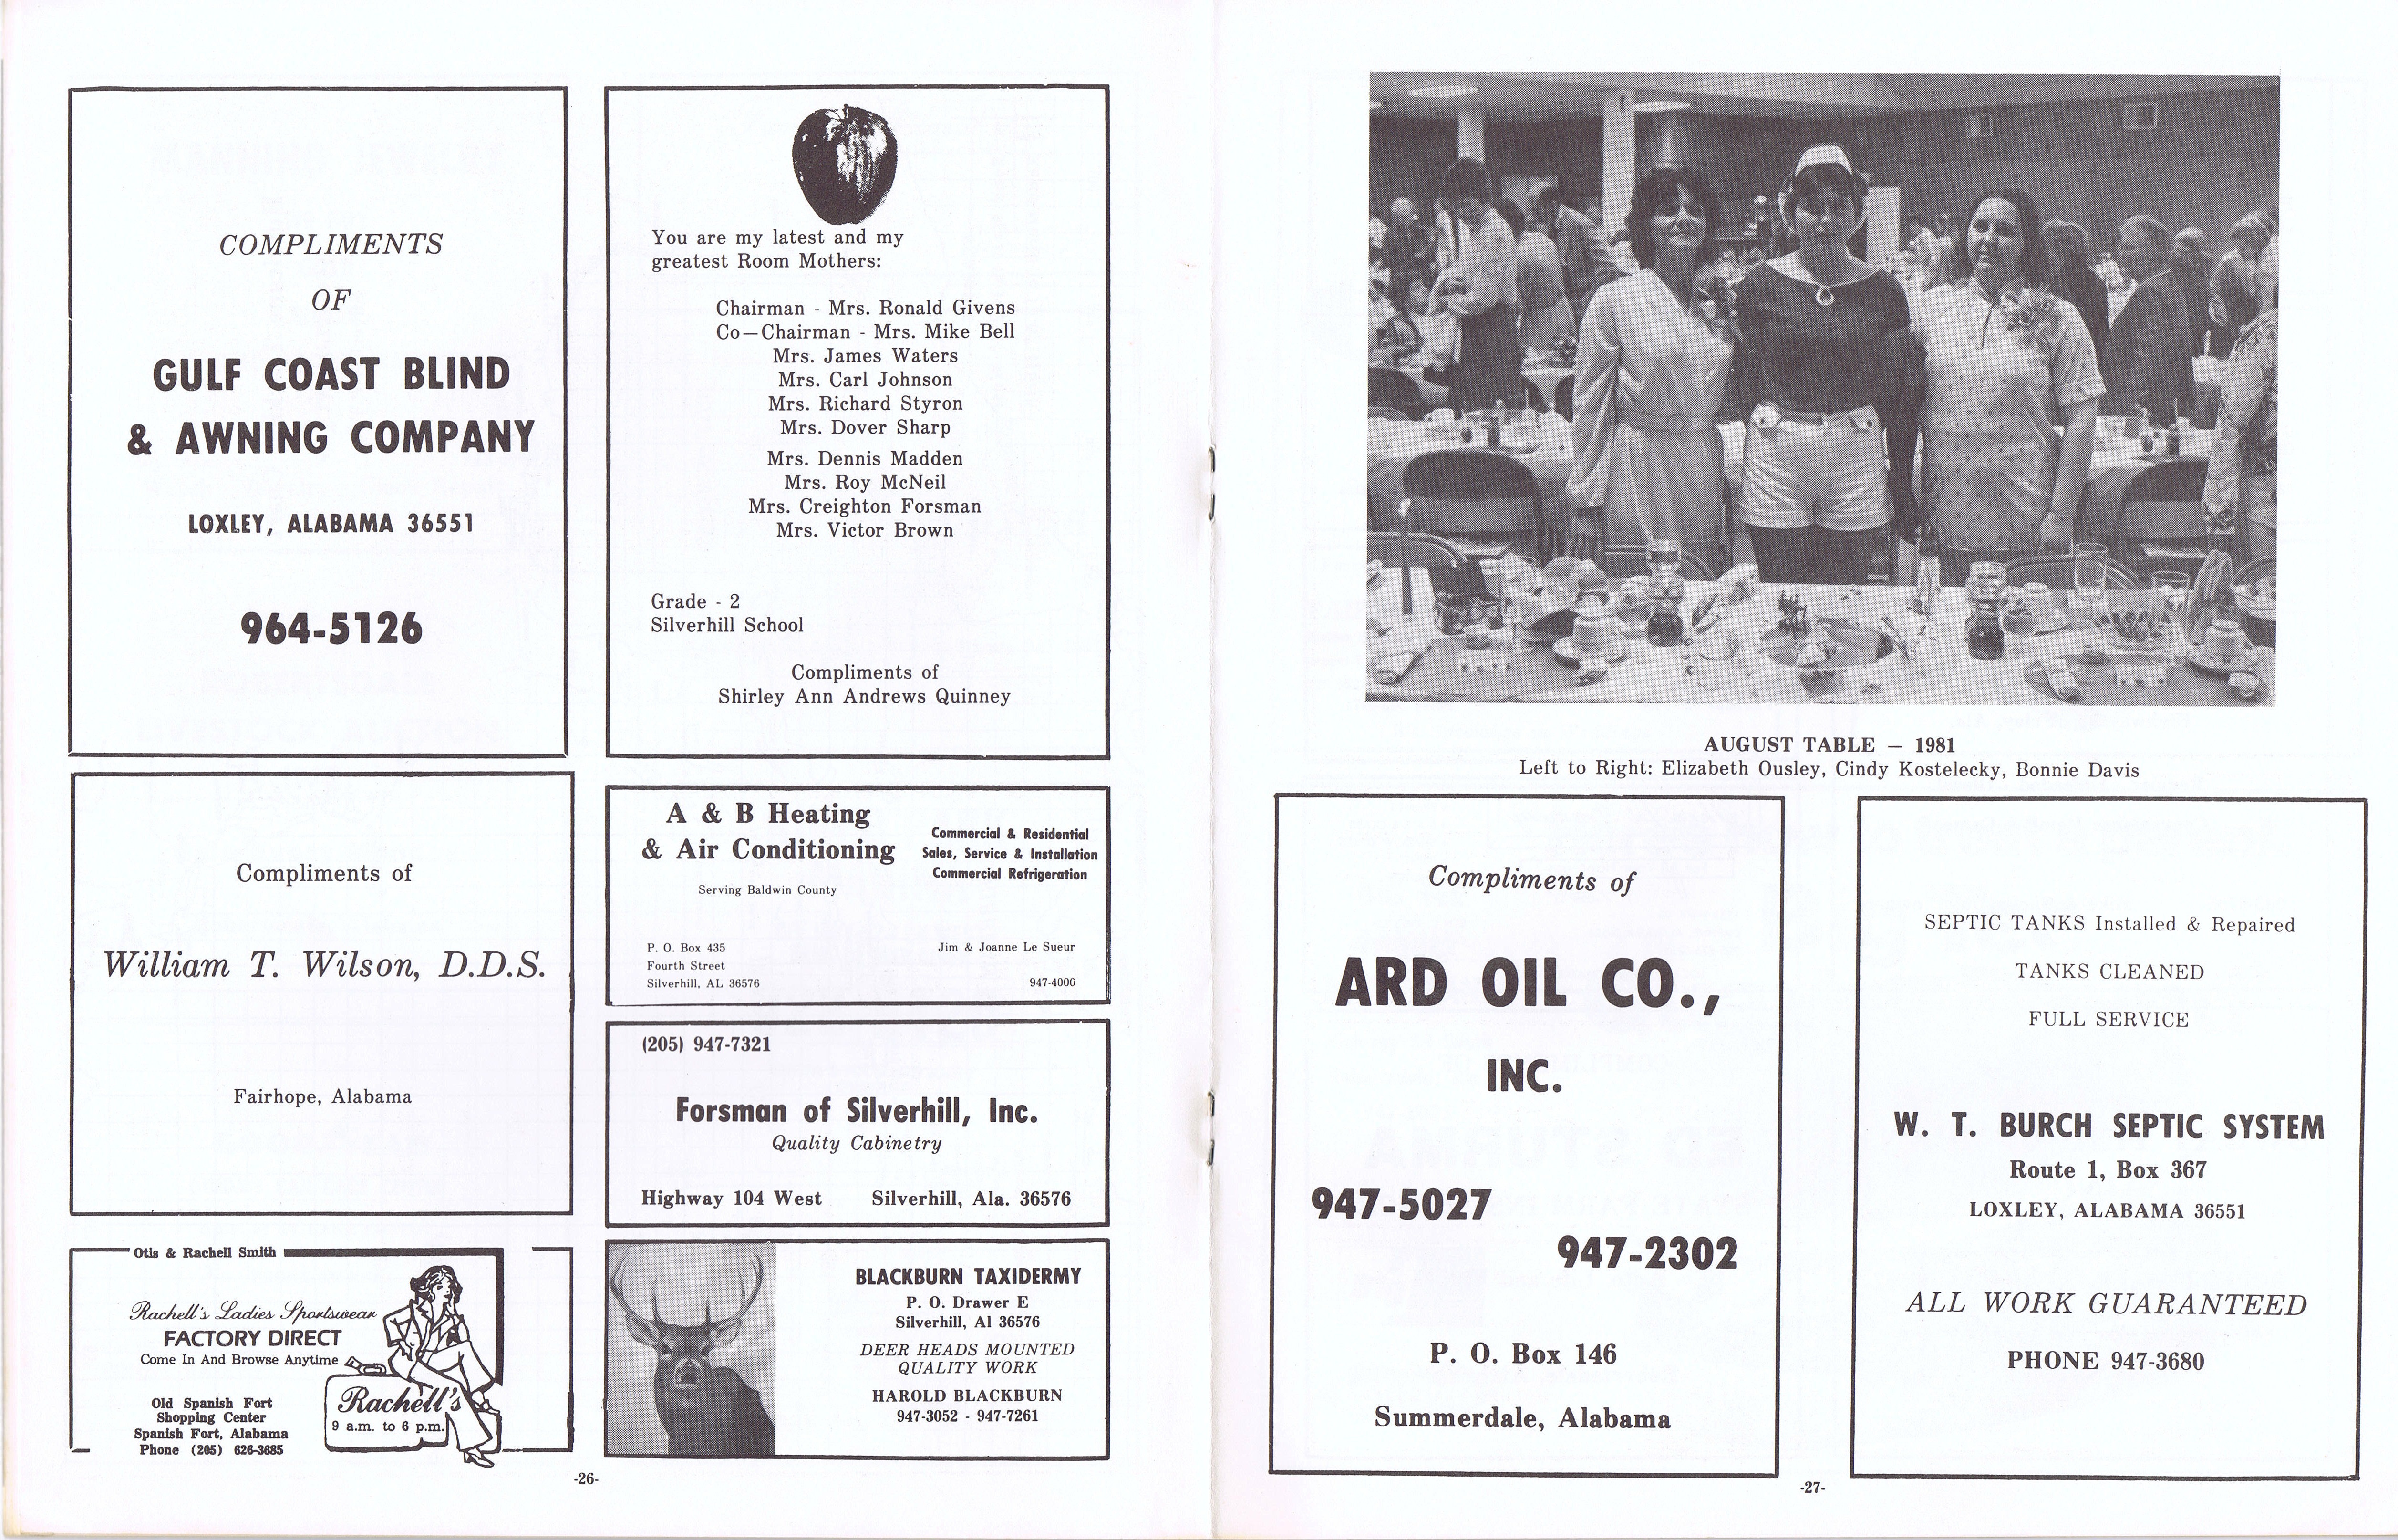 COMPLIMENTS
OF
GULF COAST BLIND
& AWNING COMPANY
LOXLEY, ALABAMA 36551
964-5126
Compliments of
William T. Wilson, D.D.S.
Fairhope, Alabama
Otis & Rachell Smith
Rachell's Ladies Sportswear
FACTORY DIRECT
Come In And Browse Anytime
Old Spanish Fort
Shopping Center
Spanish Fort, Alabama
Phone (205) 626-3685
Rachell's
9 a.m. to 6 p.m.
You are my latest and my
greatest Room Mothers:
Chairman - Mrs. Ronald Givens
Co—Chairman - Mrs. Mike Bell
Mrs. James Waters
Mrs. Carl Johnson
Mrs. Richard Styron
Mrs. Dover Sharp
Mrs. Dennis Madden
Mrs. Roy McNeil
Mrs. Creighton Forsman
Mrs. Victor Brown
Grade - 2
Silverhill School
Compliments of
Shirley Ann Andrews Quinney
A & B Heating
& Air Conditioning
Serving Baldwin County
Commercial & Residential
Sales, Service & Installation
Commercial Refrigeration
P. O. Box 435
Fourth Street
Silverhill, AL 36576
Jim & Joanne Le Sueur
947-4000
(205) 947-7321
Forsman of Silverhill, Inc.
Quality Cabinetry
Highway 104 West Silverhill, Ala. 36576
BLACKBURN TAXIDERMY
P. O. Drawer E
Silverhill, Al 36576
DEER HEADS MOUNTED
QUALITY WORK
HAROLD BLACKBURN
947-3052 - 947-7261
-26-
AUGUST TABLE — 1981
Left to Right: Elizabeth Ousley, Cindy Kostelecky, Bonnie Davis
Compliments of
ARD OIL CO.,
INC.
947-5027
947-2302
P. O. Box 146
Summerdale, Alabama
SEPTIC TANKS Installed & Repaired
TANKS CLEANED
FULL SERVICE
W. T. BURCH SEPTIC SYSTEM
Route 1, Box 367
LOXLEY, ALABAMA 36551
ALL WORK GUARANTEED
PHONE 947-3680
-27-